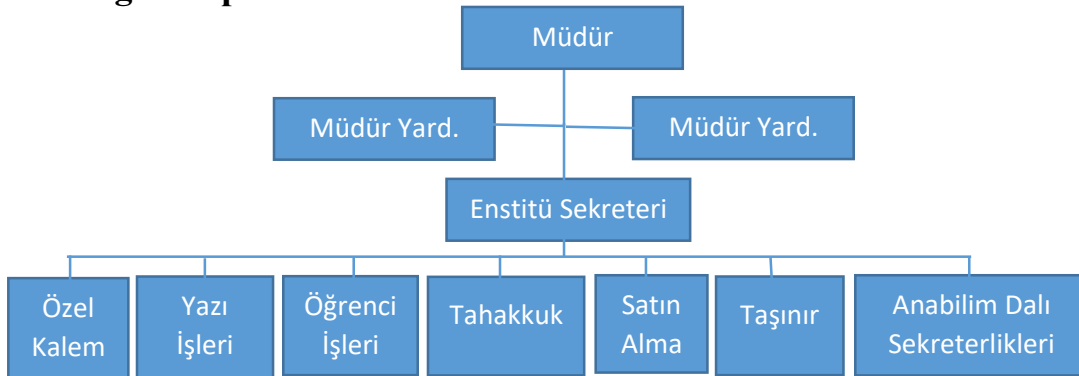 Müdür
Müdür Yard.
Müdür Yard.
Enstitü Sekreteri
Özel
Kalem
Yazı
İşleri
Öğrenci
İşleri
Tahakkuk
Satın
Alma
Taşınır
Anabilim Dalı
Sekreterlikleri